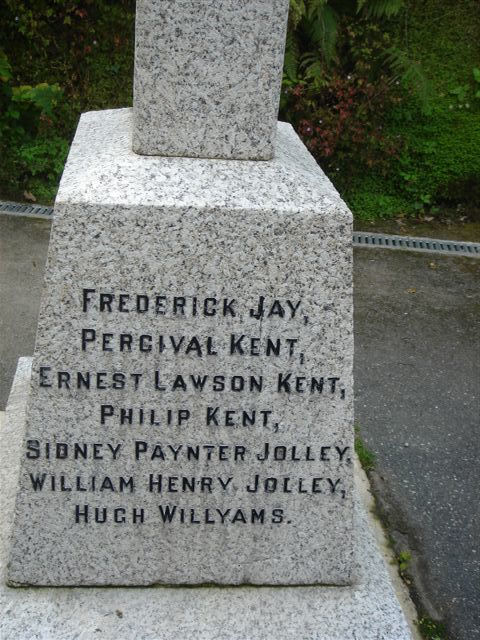 FREDERICK JAY,
PERCIVAL KENT,
ERNEST LAWSON KENT,
PHILIP KENT,
SIDNEY PAYNTER JOLLEY.
WILLIAM HENRY JOLLEY,
HUGH WILLYAMS.